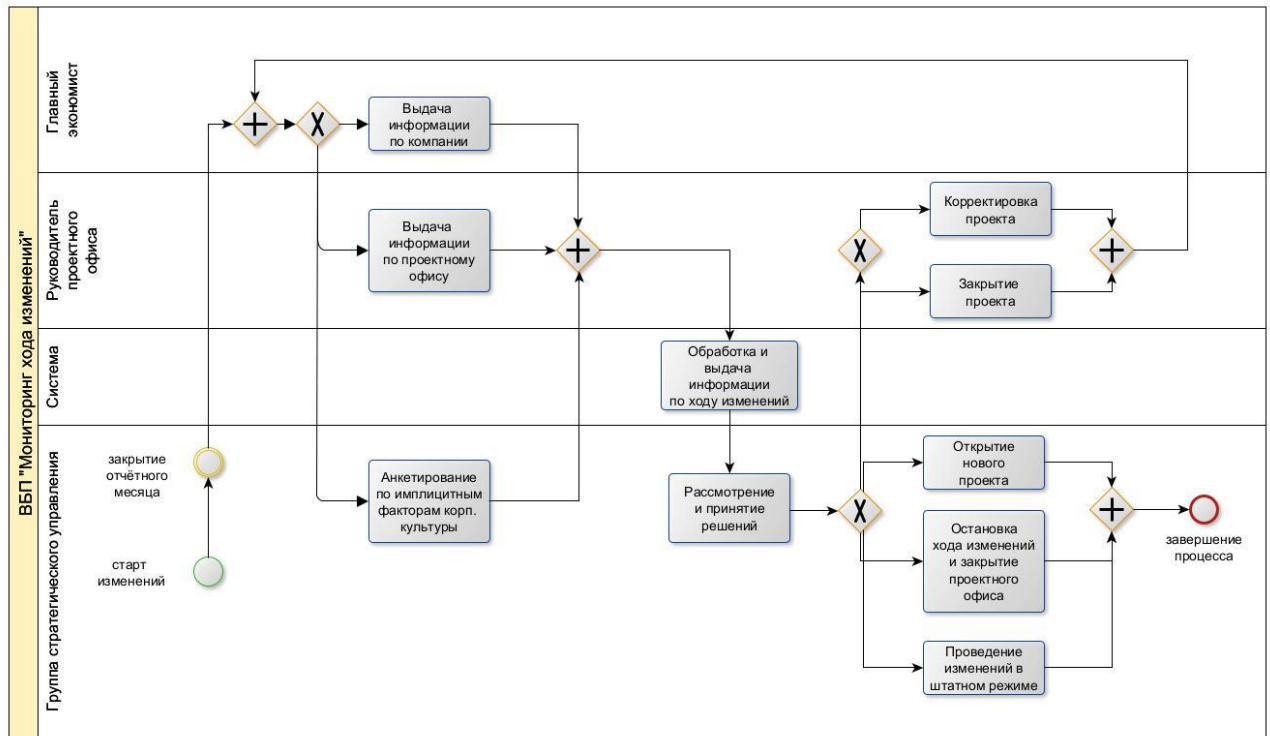 ВБП "Мониторинг хода изменений"
Главный
экономист
Выдача
информации
по компании
Руководитель
проектного
офиса
Выдача
информации
по проектному
офису
Корректировка
проекта
Закрытие
проекта
Система
Обработка и
выдача
информации
по ходу изменений
Группа стратегического управления
закрытие
отчётного
месяца
старт
изменений
Анкетирование
по имплицитным
факторам корп.
культуры
Рассмотрение
и принятие
решений
Открытие
нового
проекта
Остановка
хода изменений
и закрытие
проектного
офиса
Проведение
изменений в
штатном режиме
завершение
процесса